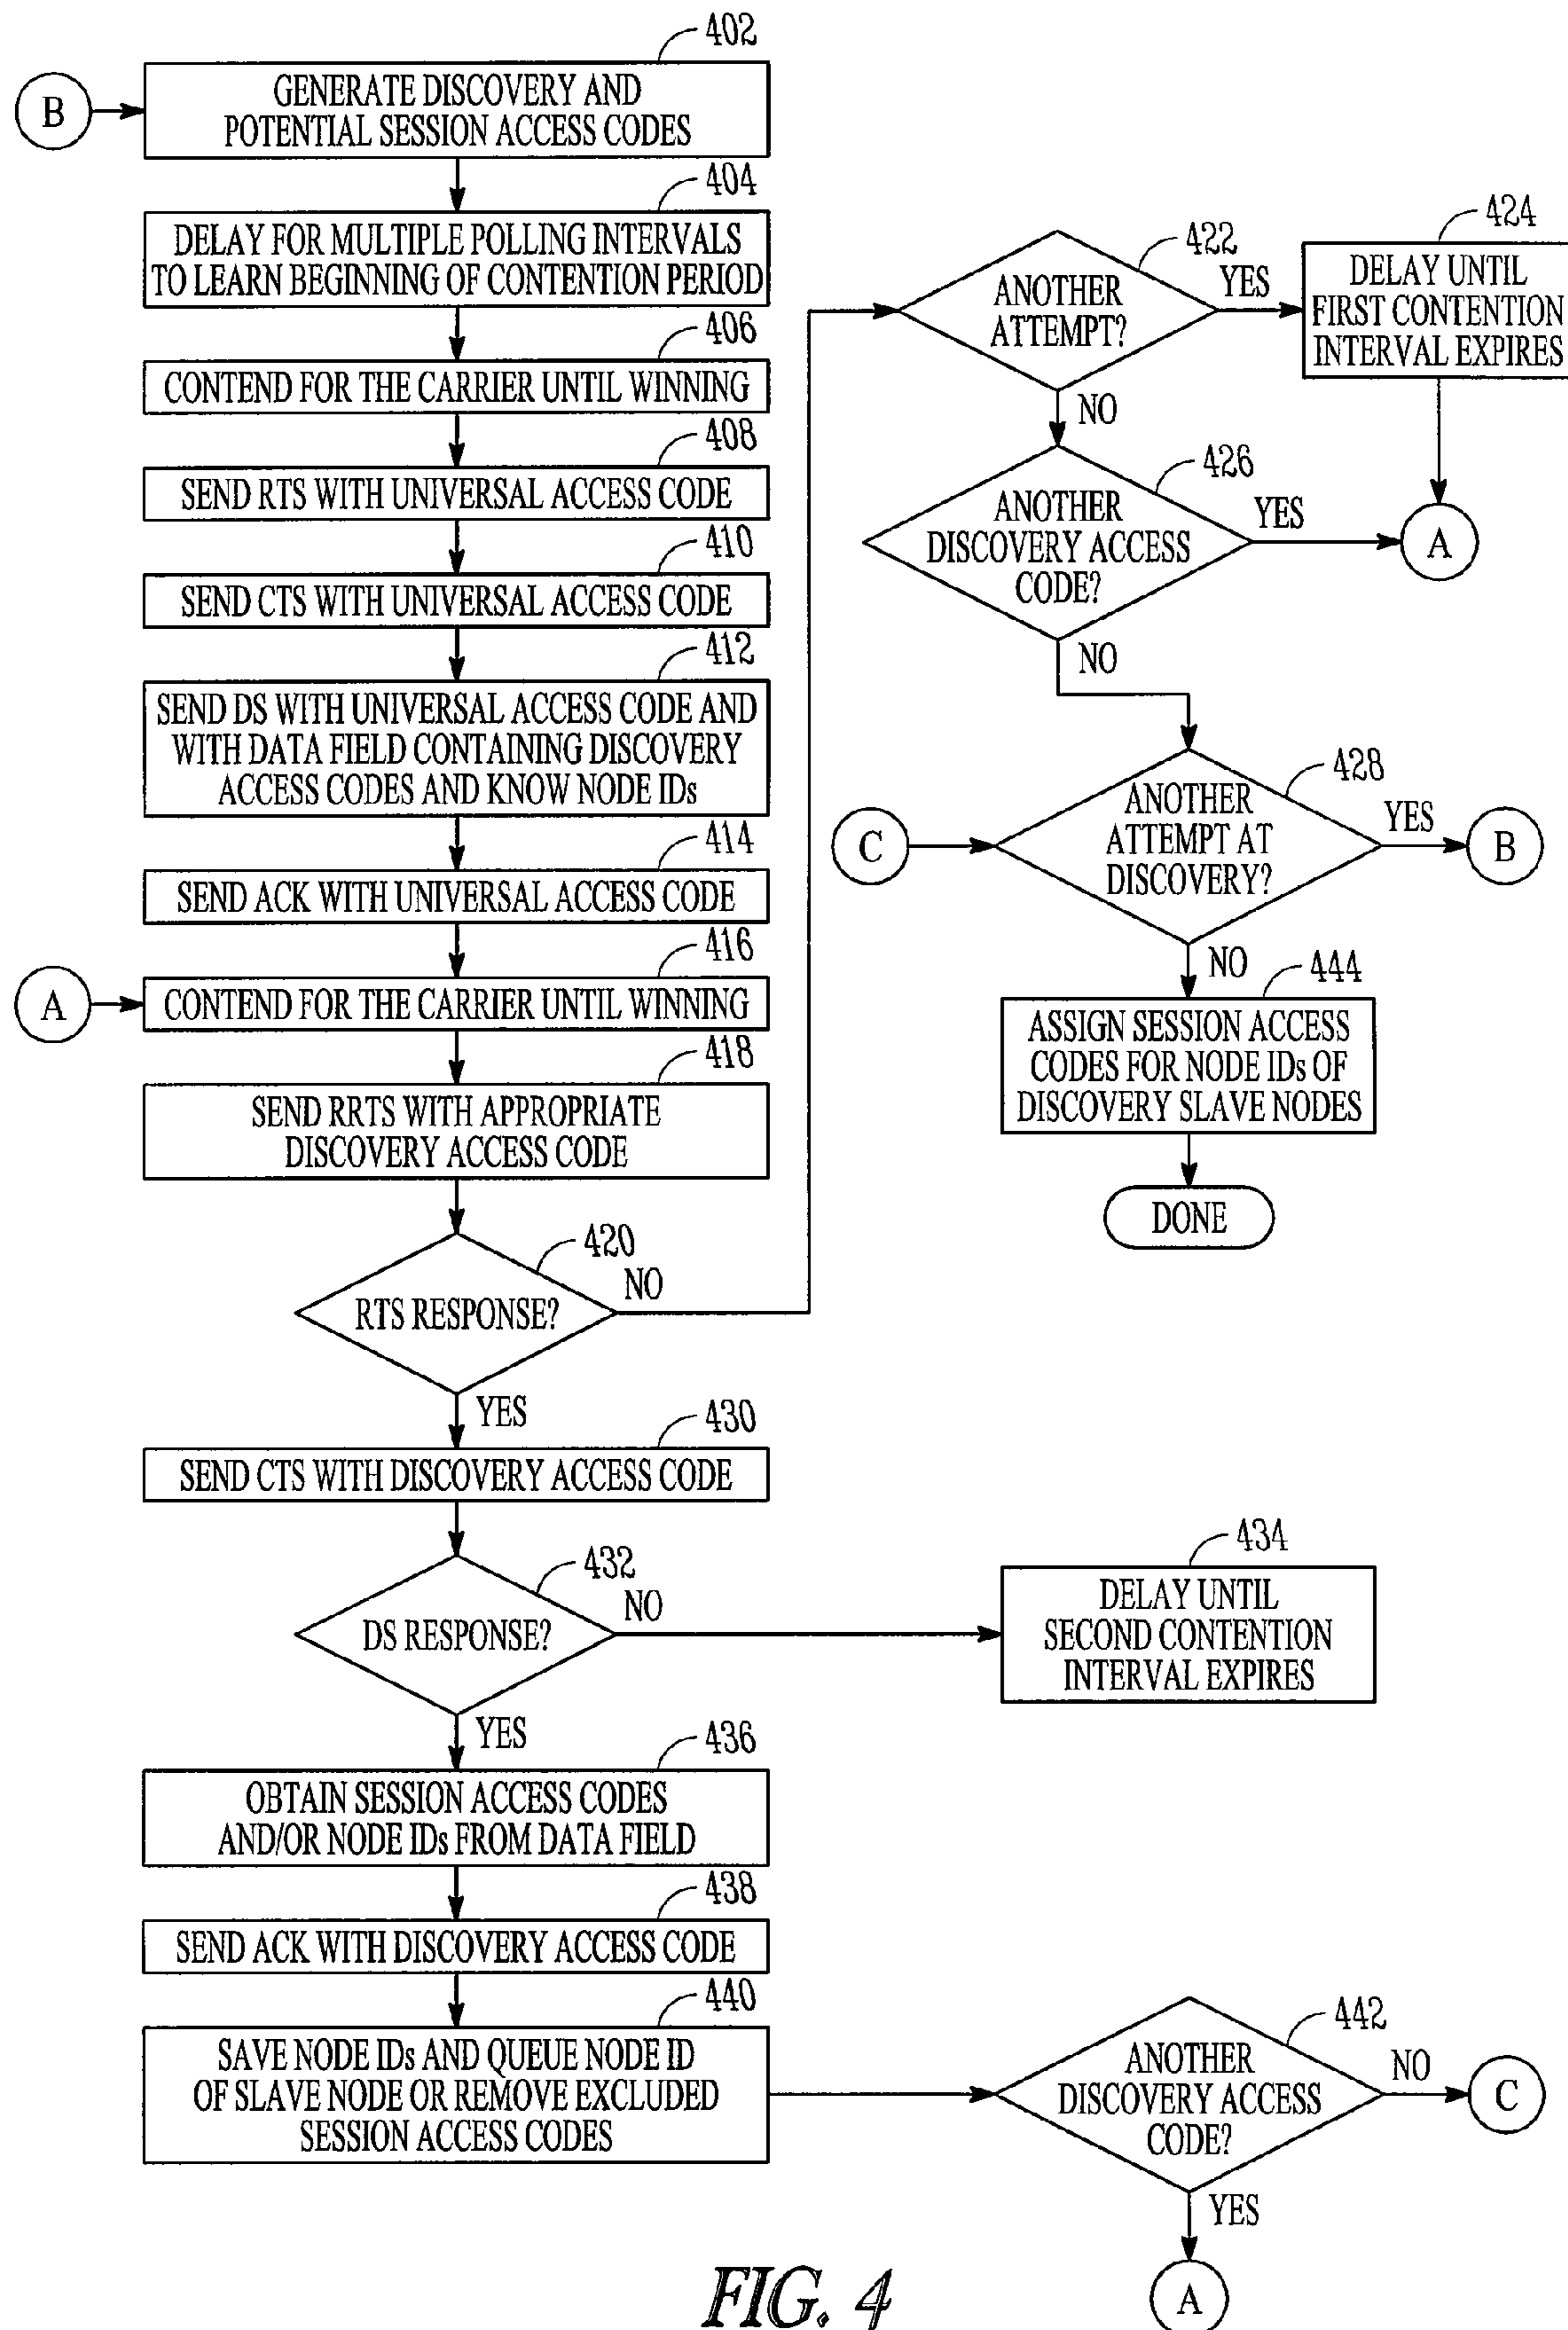 402
B
GENERATE DISCOVERY AND
POTENTIAL SESSION ACCESS CODES
404
DELAY FOR MULTIPLE POLLING INTERVALS
TO LEARN BEGINNING OF CONTENTION PERIOD
406
CONTEND FOR THE CARRIER UNTIL WINNING
408
SEND RTS WITH UNIVERSAL ACCESS CODE
410
SEND CTS WITH UNIVERSAL ACCESS CODE
412
SEND DS WITH UNIVERSAL ACCESS CODE AND
WITH DATA FIELD CONTAINING DISCOVERY
ACCESS CODES AND KNOW NODE IDs
414
SEND ACK WITH UNIVERSAL ACCESS CODE
416
A
CONTEND FOR THE CARRIER UNTIL WINNING
418
SEND RRTS WITH APPROPRIATE
DISCOVERY ACCESS CODE
420
RTS RESPONSE?
NO
YES
422
ANOTHER
ATTEMPT?
YES
NO
424
DELAY UNTIL
FIRST CONTENTION
INTERVAL EXPIRES
426
ANOTHER
DISCOVERY ACCESS
CODE?
YES
A
NO
428
C
ANOTHER
ATTEMPT AT
DISCOVERY?
YES
B
NO
444
ASSIGN SESSION ACCESS
CODES FOR NODE IDs OF
DISCOVERY SLAVE NODES
DONE
430
SEND CTS WITH DISCOVERY ACCESS CODE
432
DS RESPONSE?
NO
YES
434
DELAY UNTIL
SECOND CONTENTION
INTERVAL EXPIRES
436
OBTAIN SESSION ACCESS CODES
AND/OR NODE IDs FROM DATA FIELD
438
SEND ACK WITH DISCOVERY ACCESS CODE
440
SAVE NODE IDs AND QUEUE NODE ID
OF SLAVE NODE OR REMOVE EXCLUDED
SESSION ACCESS CODES
442
ANOTHER
DISCOVERY ACCESS
CODE?
NO
C
YES
A
FIG. 4